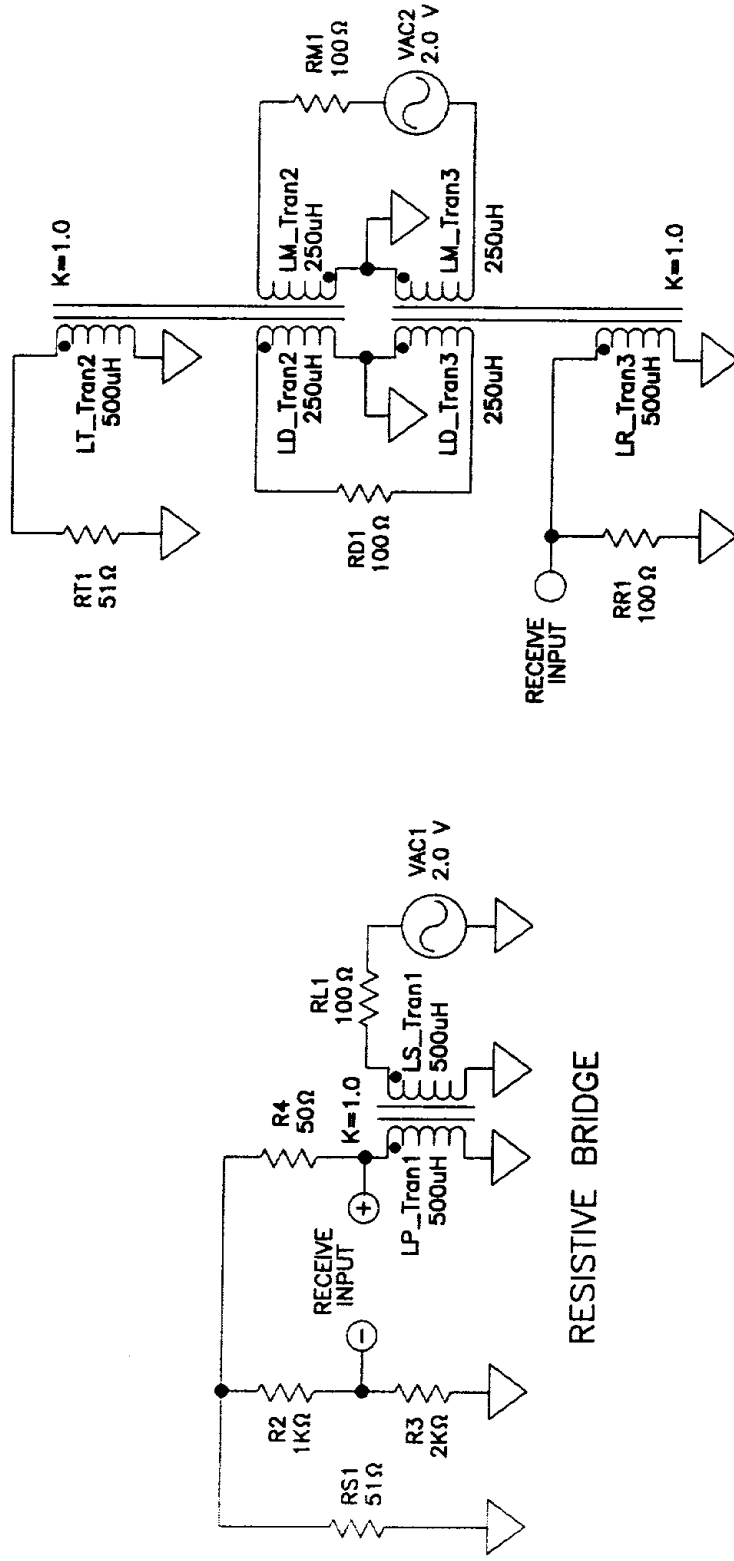 RS1
51Ω
R2
1KΩ
R3
2KΩ
RECEIVE
INPUT
−
+
R4
50Ω
K=1.0
LP_Tran1
500uH
LS_Tran1
500uH
RL1
100Ω
VAC1
2.0 V
RESISTIVE BRIDGE
RT1
51Ω
LT_Tran2
500uH
K=1.0
RD1
100Ω
LD_Tran2
250uH
LD_Tran3
250uH
LM_Tran2
250uH
LM_Tran3
250uH
RM1
100Ω
VAC2
2.0 V
RECEIVE
INPUT
RR1
100Ω
LR_Tran3
500uH
K=1.0